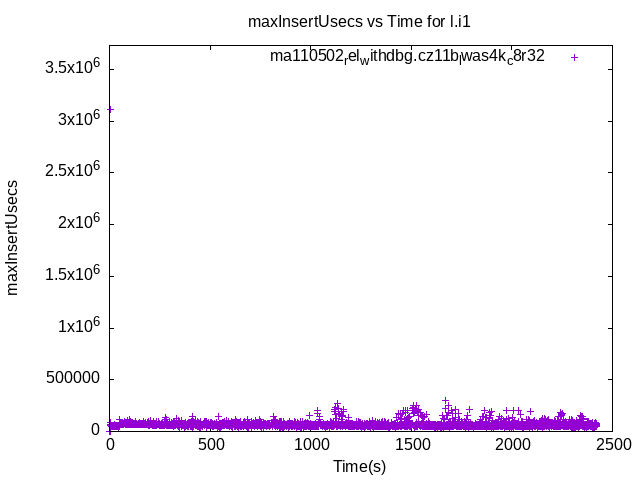 maxInsertUsecs vs Time for l.i1
ma110502_rel_withdbg.cz11b_lwas4k_c8r32
3.5x10^6
3x10^6
2.5x10^6
2x10^6
1.5x10^6
1x10^6
500000
0
maxInsertUsecs
0 500 1000 1500 2000 2500
Time(s)